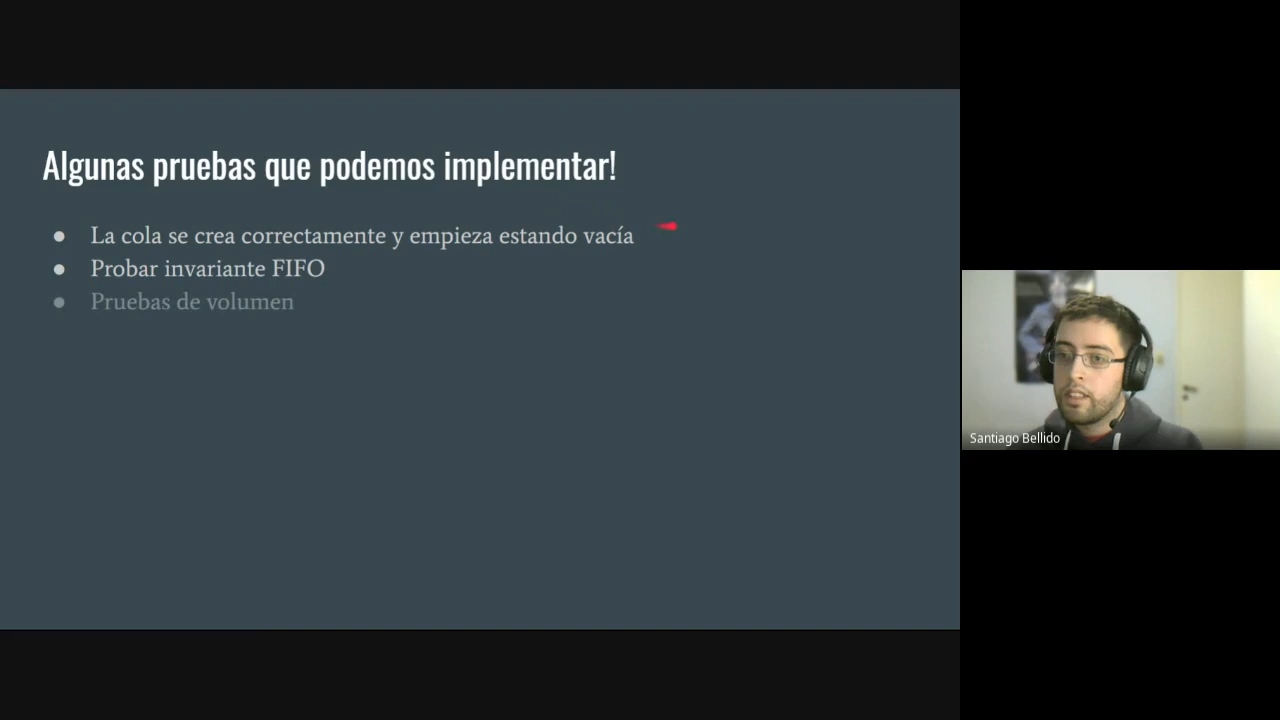 Algunas pruebas que podemos implementar!
● La cola se crea correctamente y empieza estando vacía
● Probar invariante FIFO
● Pruebas de volumen
Santiago Bellido